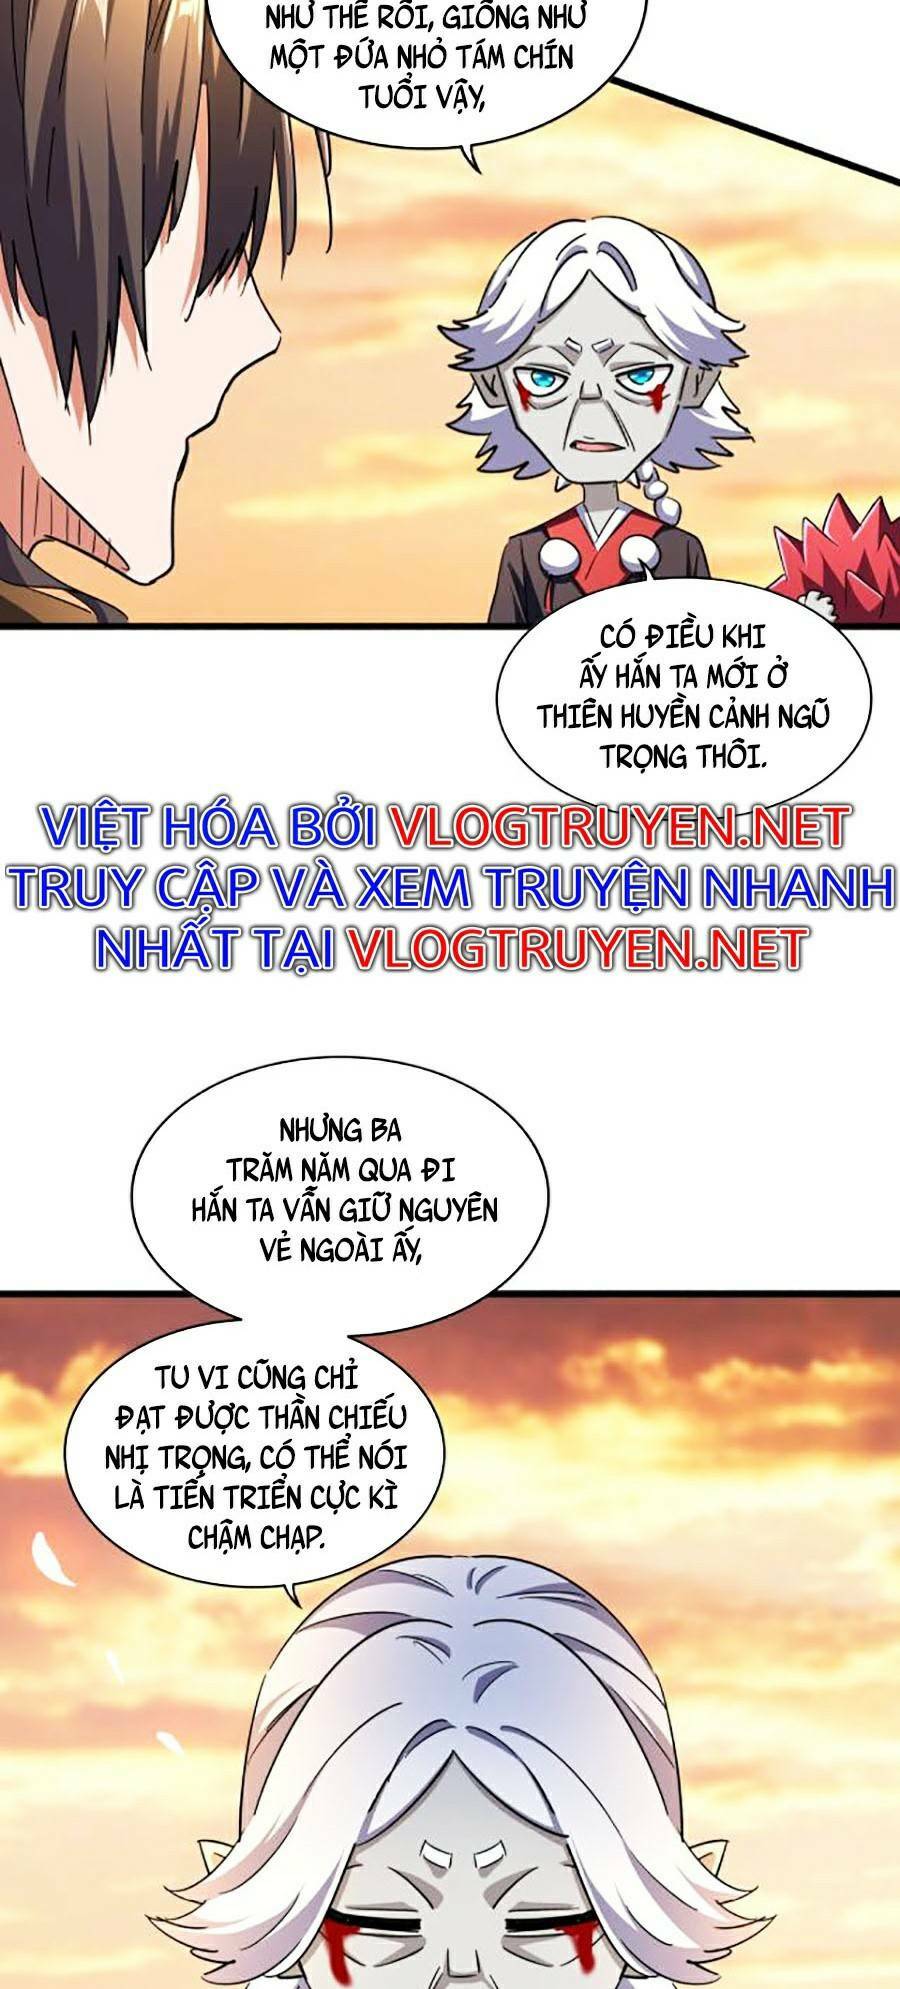 NHƯ THẾ RỒI, GIỐNG NHƯ
MỘT ĐỨA NHỎ TÁM CHÍN
TUỔI VẬY,
CÓ ĐIỀU KHI
ẤY HẮN TA MỚI Ở
THIÊN HUYỀN CẢNH NGŨ
TRỌNG THÔI.
VIỆT HÓA BỞI VLOGTRUYEN.NET
TRUY CẬP VÀ XEM TRUYỆN NHANH
NHẤT TẠI VLOGTRUYEN.NET
NHƯNG BA
TRĂM NĂM QUA ĐI
HẮN TA VẪN GIỮ NGUYÊN
VẺ NGOÀI ẤY,
TU VI CŨNG CHỈ
ĐẠT ĐƯỢC THẦN CHIẾU
NHỊ TRỌNG, CÓ THỂ NÓI
LÀ TIẾN TRIỂN CỰC KÌ
CHẬM CHẠP.